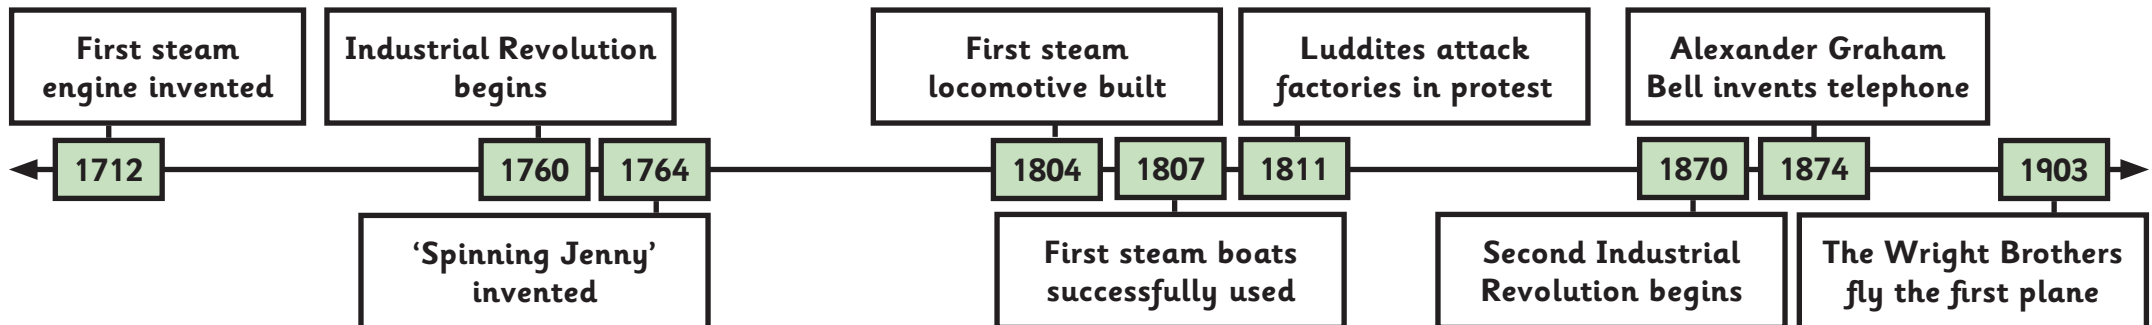 First steam
engine invented
Industrial Revolution
begins
First steam
locomotive built
Luddites attack
factories in protest
Alexander Graham
Bell invents telephone
1712
1760
1764
1804
1807
1811
1870
1874
1903
‘Spinning Jenny’
invented
First steam boats
successfully used
Second Industrial
Revolution begins
The Wright Brothers
fly the first plane